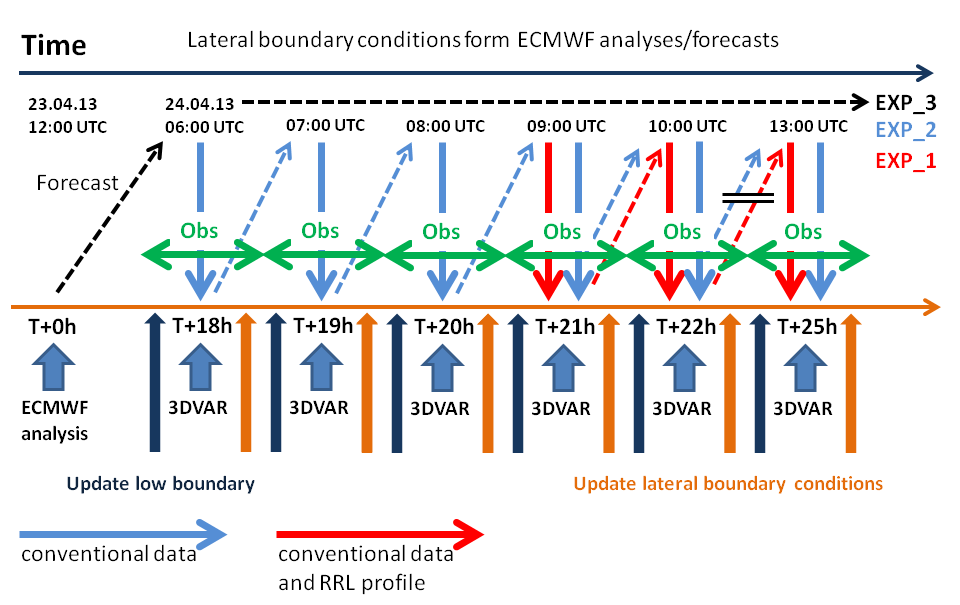 Time
Lateral boundary conditions form ECMWF analyses/forecasts
23.04.13
12:00 UTC
24.04.13
06:00 UTC
07:00 UTC
08:00 UTC
09:00 UTC
10:00 UTC
13:00 UTC
EXP_3
EXP_2
EXP_1
Forecast
Obs
Obs
Obs
Obs
Obs
Obs
T+0h
T+18h
T+19h
T+20h
T+21h
T+22h
T+25h
ECMWF
analysis
3DVAR
3DVAR
3DVAR
3DVAR
3DVAR
3DVAR
Update low boundary
Update lateral boundary conditions
conventional data
conventional data
and RRL profile